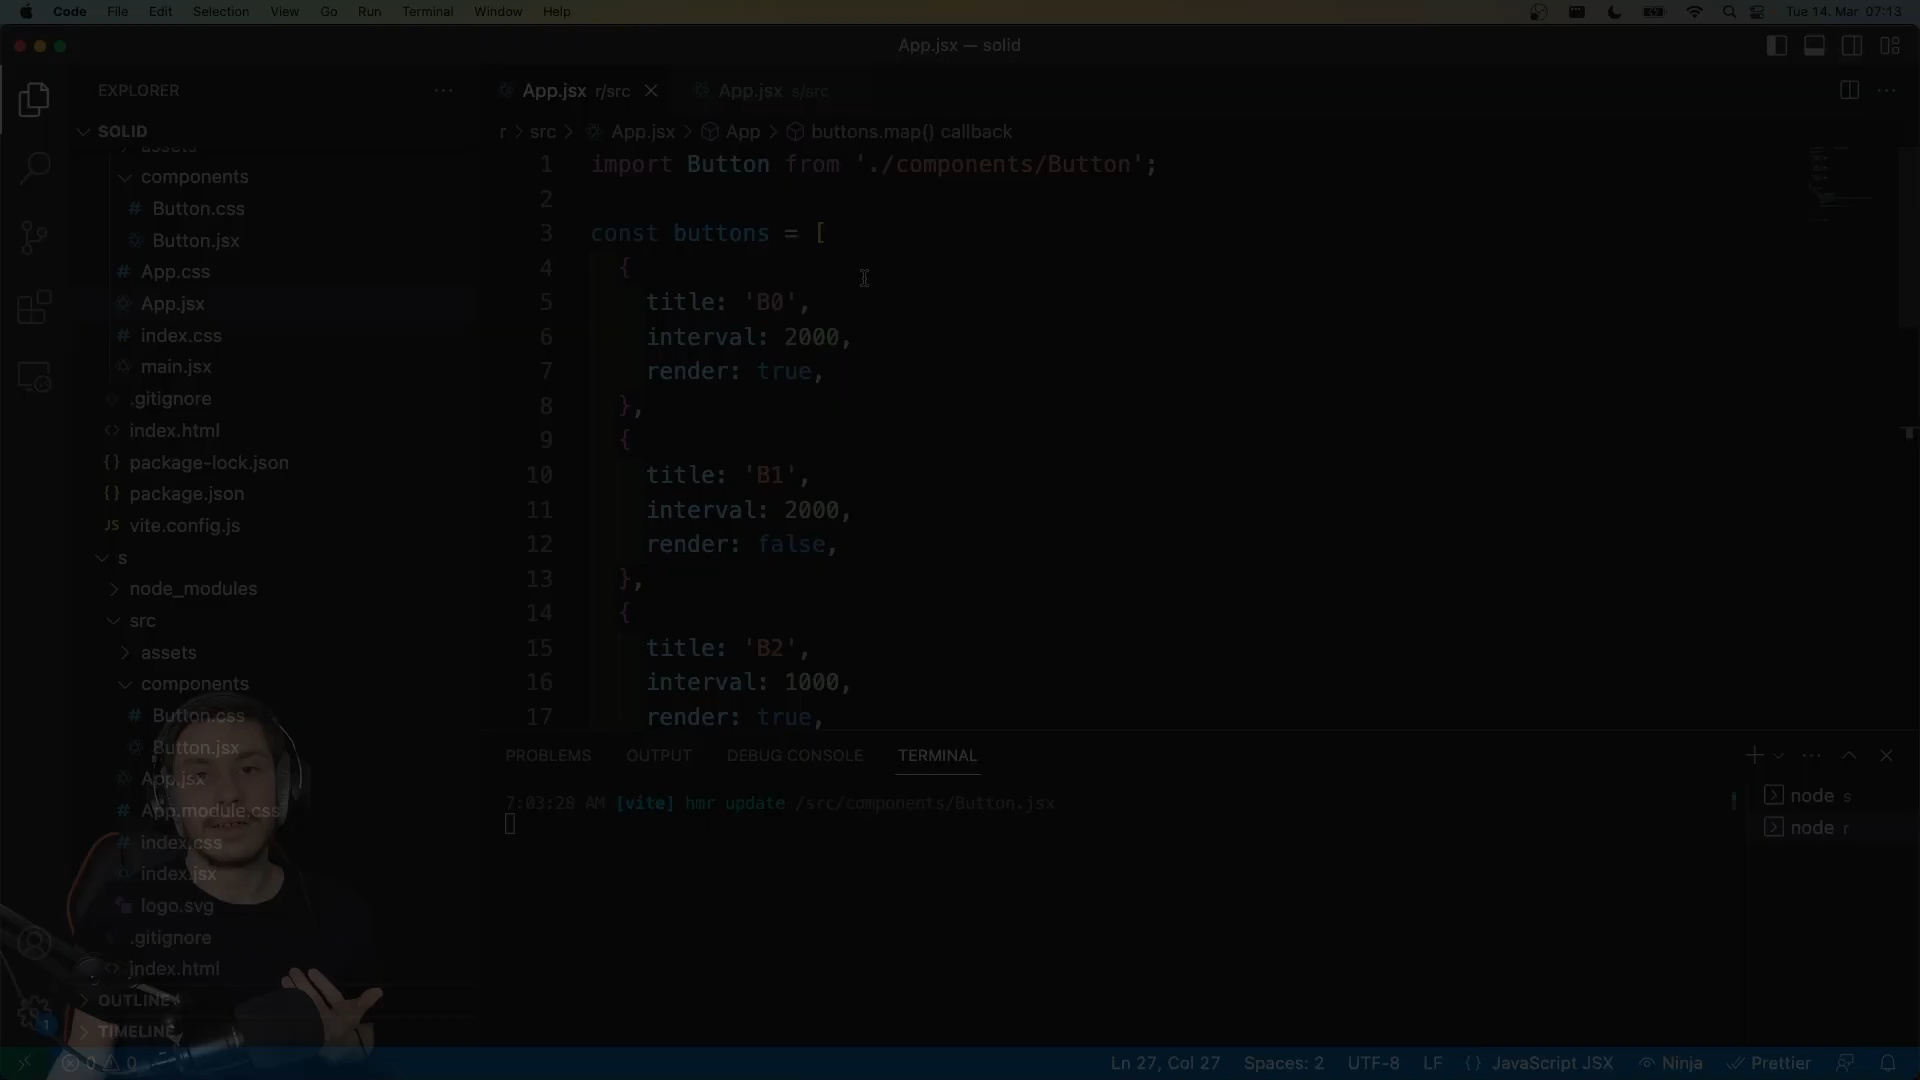 Code File Edit Selection View Go Run Terminal Window Help
Tue 14. Mar 07:13
App.jsx — solid
EXPLORER
SOLID
assets
components
Button.css
Button.jsx
App.css
App.jsx
index.css
main.jsx
.gitignore
index.html
package-lock.json
package.json
JS vite.config.js
s
node_modules
src
assets
components
Button.css
Button.jsx
App.jsx
App.module.css
index.css
index.jsx
logo.svg
.gitignore
index.html
OUTLINE
TIMELINE
App.jsx r/src
App.jsx s/src
r > src > App.jsx > App > buttons.map() callback
1 import Button from './components/Button';
2
3 const buttons = [
4 {
5 title: 'B0',
6 interval: 2000,
7 render: true,
8 },
9 {
10 title: 'B1',
11 interval: 2000,
12 render: false,
13 },
14 {
15 title: 'B2',
16 interval: 1000,
17 render: true,
PROBLEMS OUTPUT DEBUG CONSOLE TERMINAL
7:03:28 AM [vite] hmr update /src/components/Button.jsx
node s
node r
1
0 0
Ln 27, Col 27 Spaces: 2 UTF-8 LF {} JavaScript JSX Ninja Prettier